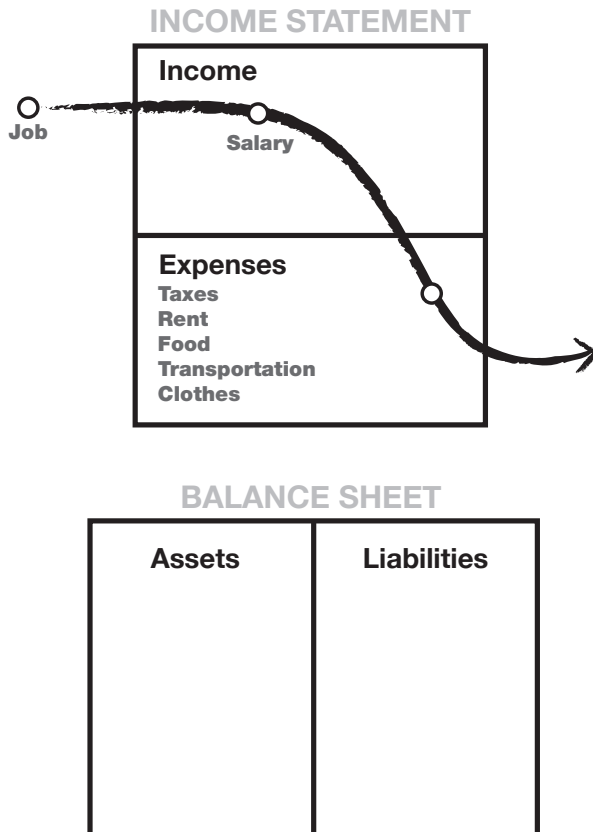 INCOME STATEMENT
Income
Job
Salary
Expenses
Taxes
Rent
Food
Transportation
Clothes
BALANCE SHEET
Assets
Liabilities